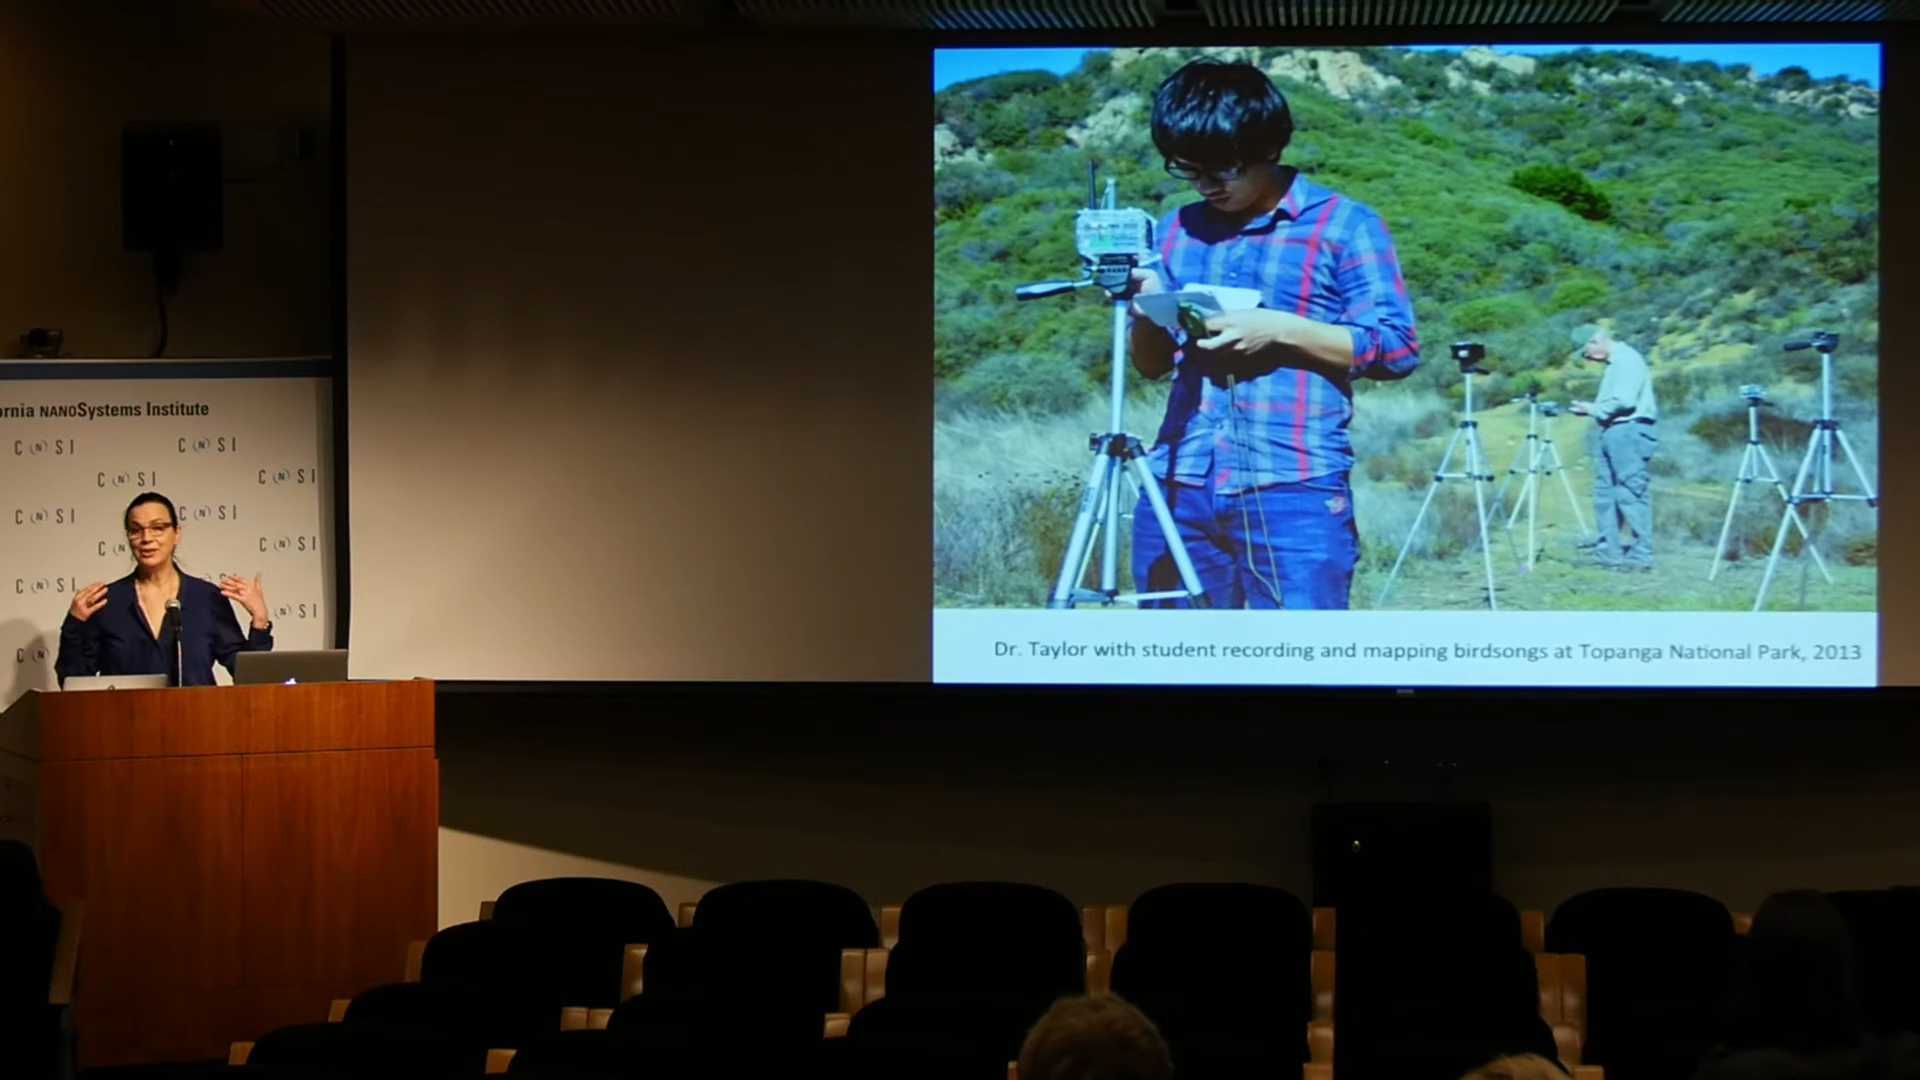 ornia NANOSystems Institute
C (N) S I
C (N) S I
C (N) S I
C (N) S I
C (N) S I
C (N) S I
C (N
C (N) S I
C (N) S I
(N) S I
C (N)
Dr. Taylor with student recording and mapping birdsongs at Topanga National Park, 2013